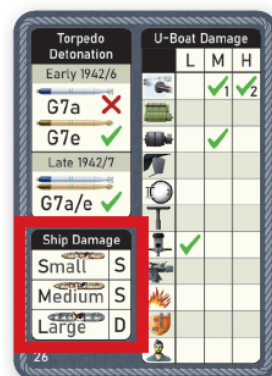 Torpedo
Detonation
Early 1942/6
G7a
G7e
Late 1942/7
G7a/e
Ship Damage
Small S
Medium S
Large D
26
U-Boat Damage
L M H
1 2